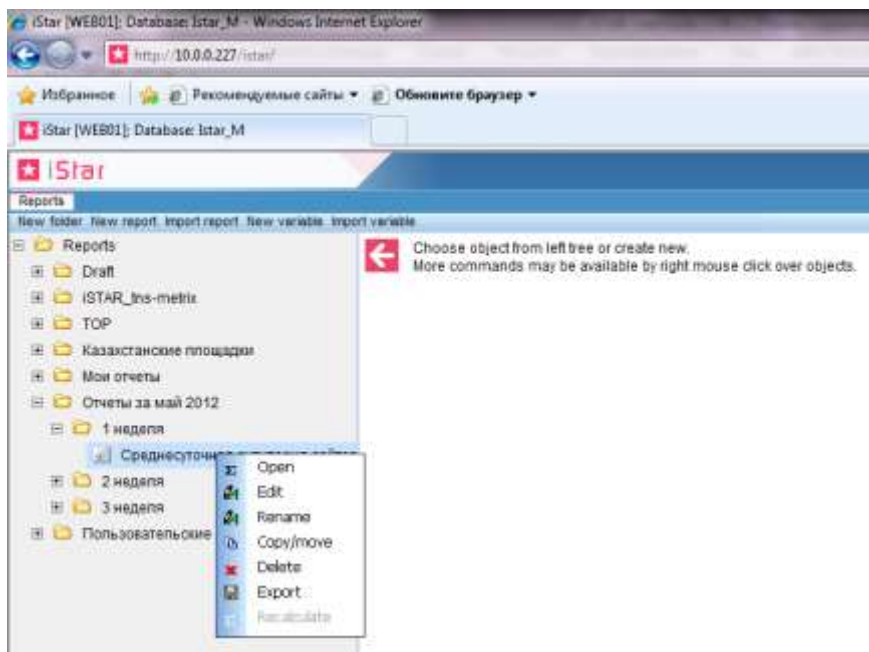 iStar [WEB01]; Database: Istar_M - Windows Internet Explorer
http://10.0.0.227/istar/
Избранное Рекомендуемые сайты Обновите браузер
iStar [WEB01]; Database: Istar_M
iStar
Reports
New folder New report Import report New variable Import variable
Reports
Choose object from left tree or create new.
More commands may be available by right mouse click over objects.
Draft
iSTAR_tns-metrix
TOP
Казахстанские площадки
Мои отчеты
Отчеты за май 2012
1 неделя
Среднесуточная
2 неделя
3 неделя
Пользовательские
Open
Edit
Rename
Copy/move
Delete
Export
Recalculate